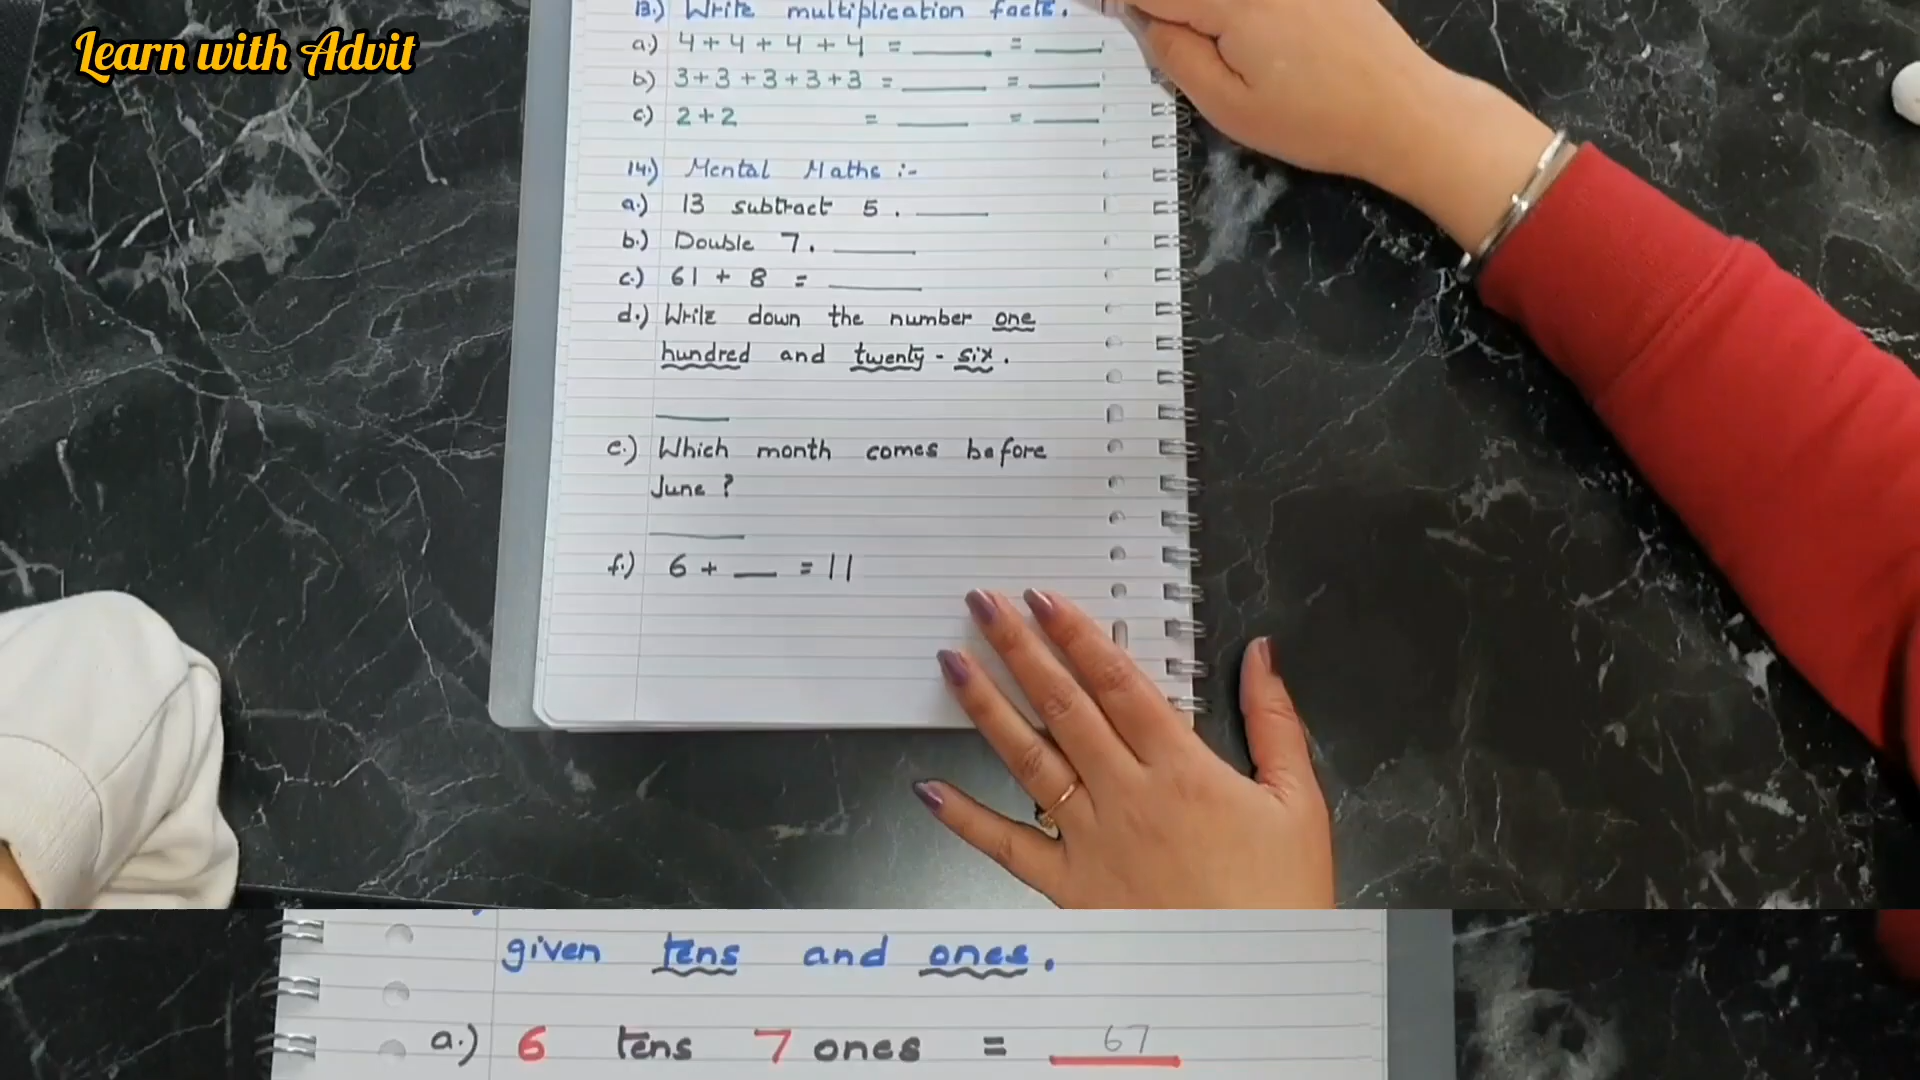 Learn with Advit
13.) Write multiplication facts.
a.) 4 + 4 + 4 + 4 = ____ = ____
b.) 3 + 3 + 3 + 3 + 3 = ____ = ____
c.) 2 + 2 = ____ = ____
14.) Mental Maths :-
a.) 13 subtract 5. ____
b.) Double 7. ____
c.) 61 + 8 = ____
d.) Write down the number one
hundred and twenty - six.
____
e.) Which month comes before
June ?
____
f.) 6 + __ = 11
given tens and ones.
a.) 6 tens 7 ones = 67